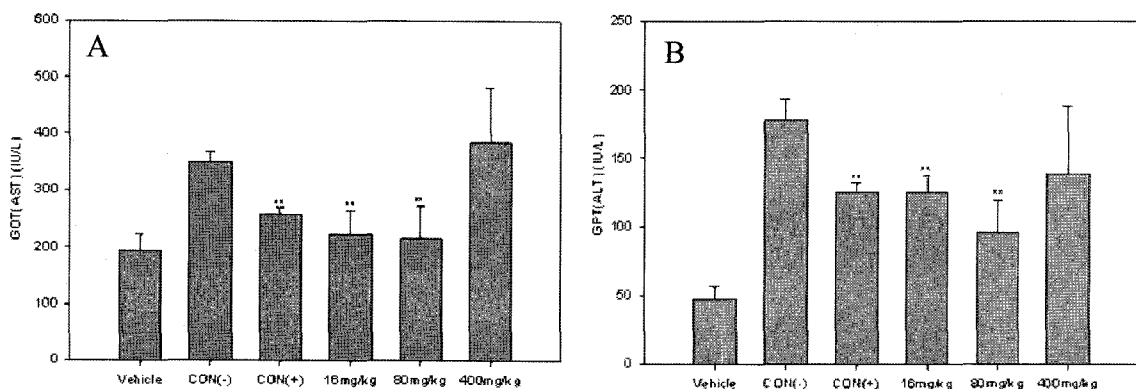 A
600
500
400
300
200
100
0
GOT(AST)(IU/L)
**
**
**
Vehicle
CON(-)
CON(+)
16mg/kg
80mg/kg
400mg/kg
B
250
200
150
100
50
0
GPT(ALT)(IU/L)
**
**
**
Vehicle
CON(-)
CON(+)
16mg/kg
80mg/kg
400mg/kg